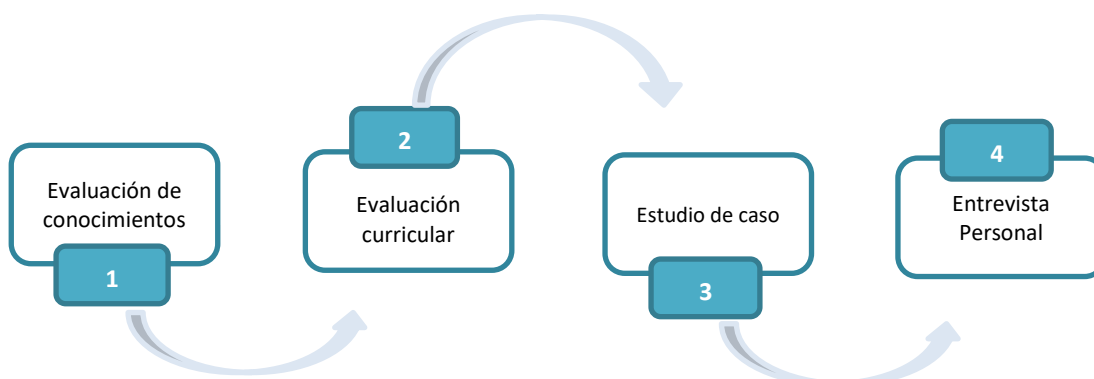 Evaluación de
conocimientos
1
2
Evaluación
curricular
Estudio de caso
3
4
Entrevista
Personal